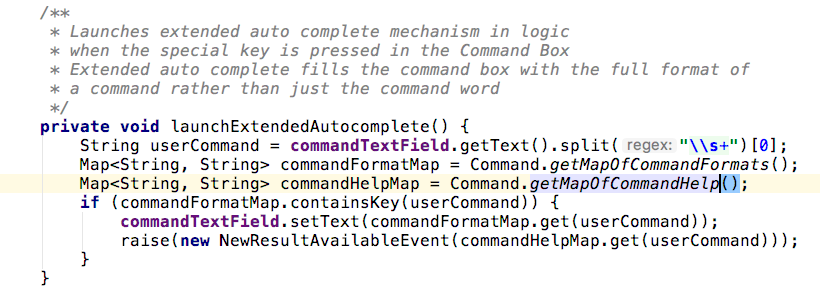 /**
 * Launches extended auto complete mechanism in logic
 * when the special key is pressed in the Command Box
 * Extended auto complete fills the command box with the full format of
 * a command rather than just the command word
 */
private void launchExtendedAutocomplete() {
    String userCommand = commandTextField.getText().split( regex: "\\s+")[0];
    Map<String, String> commandFormatMap = Command.getMapOfCommandFormats();
    Map<String, String> commandHelpMap = Command.getMapOfCommandHelp();
    if (commandFormatMap.containsKey(userCommand)) {
        commandTextField.setText(commandFormatMap.get(userCommand));
        raise(new NewResultAvailableEvent(commandHelpMap.get(userCommand)));
    }
}